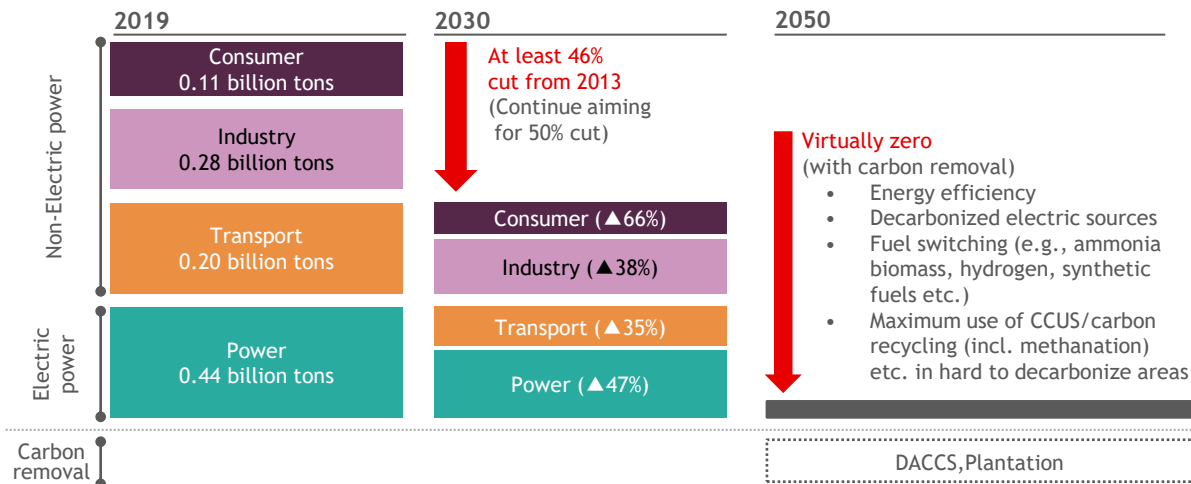 2019
2030
2050
Non-Electric power
Consumer
0.11 billion tons
Industry
0.28 billion tons
Transport
0.20 billion tons
Electric
power
Power
0.44 billion tons
Carbon
removal
At least 46%
cut from 2013
(Continue aiming
for 50% cut)
Consumer (▲66%)
Industry (▲38%)
Transport (▲35%)
Power (▲47%)
Virtually zero
(with carbon removal)
• Energy efficiency
• Decarbonized electric sources
• Fuel switching (e.g., ammonia
biomass, hydrogen, synthetic
fuels etc.)
• Maximum use of CCUS/carbon
recycling (incl. methanation)
etc. in hard to decarbonize areas
DACCS,Plantation